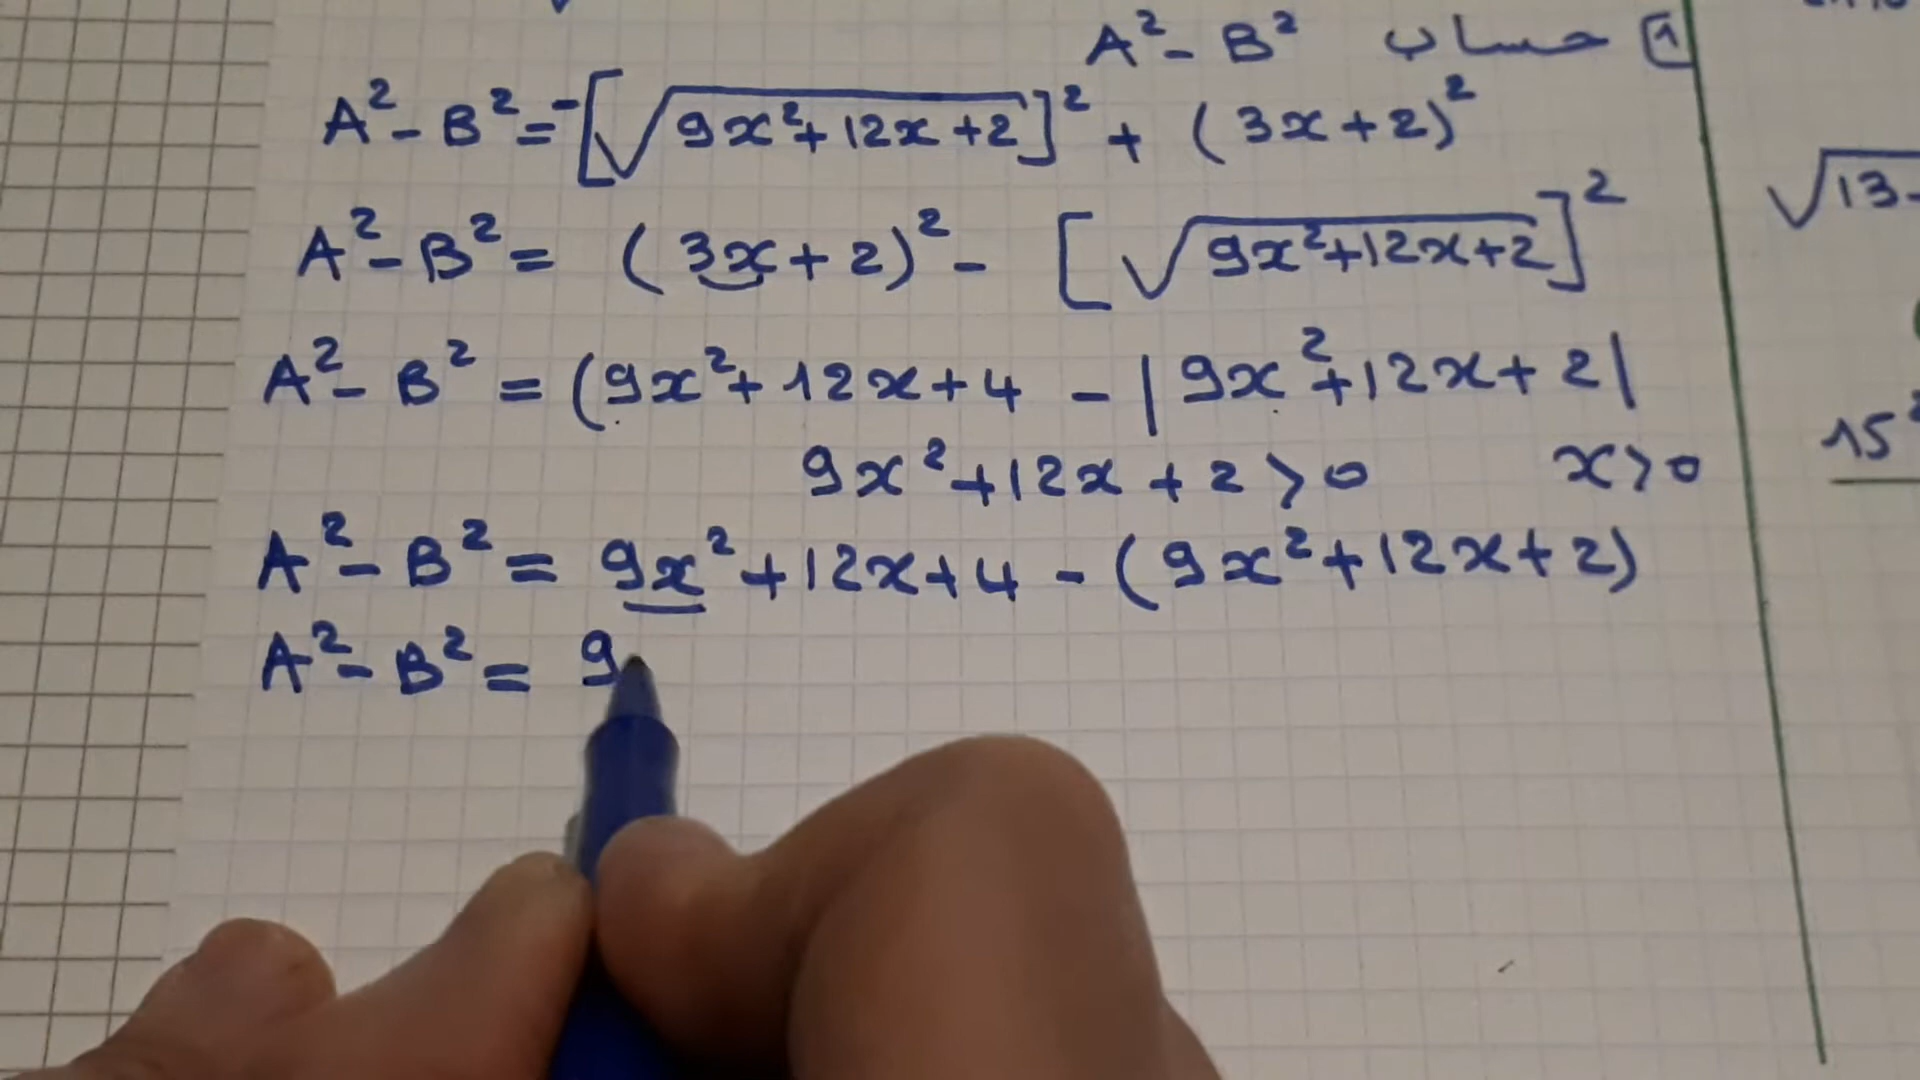 1 حساب A² - B²
A² - B² = -[√(9x² + 12x + 2)]² + (3x + 2)²
A² - B² = (3x + 2)² - [√(9x² + 12x + 2)]²
A² - B² = (9x² + 12x + 4 - |9x² + 12x + 2|
9x² + 12x + 2 > 0 x > 0
A² - B² = 9x² + 12x + 4 - (9x² + 12x + 2)
A² - B² = 9
√13-
15²